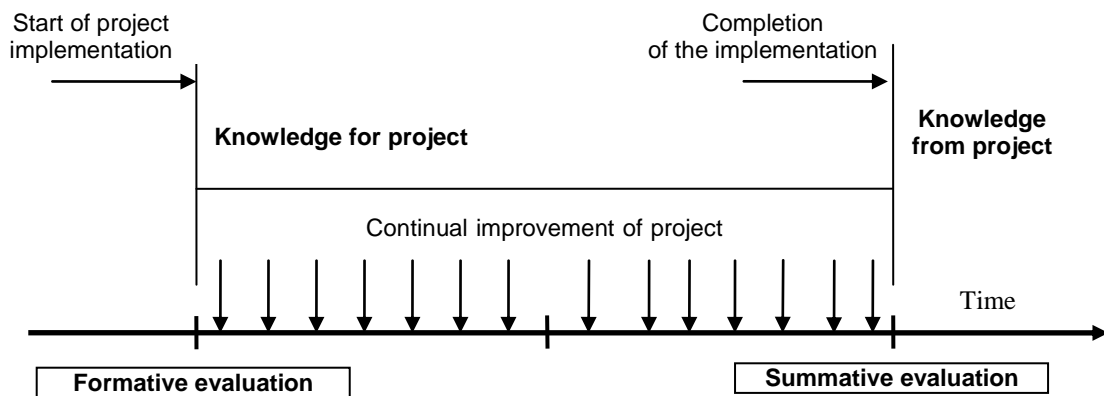 Start of project
implementation
Completion
of the implementation
Knowledge for project
Knowledge
from project
Continual improvement of project
Time
Formative evaluation
Summative evaluation